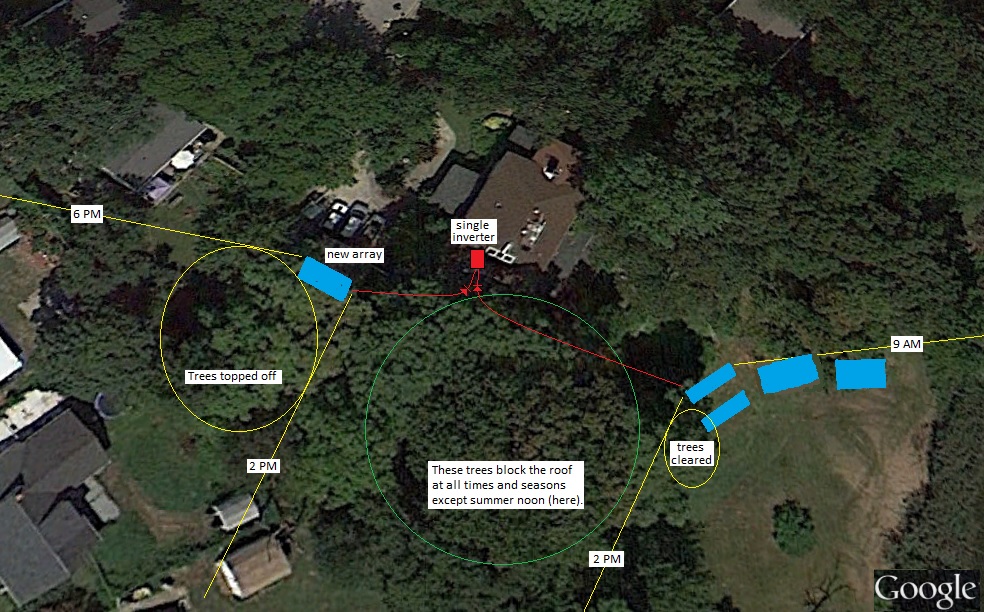 6 PM
new array
single
inverter
9 AM
Trees topped off
trees
cleared
2 PM
These trees block the roof
at all times and seasons
except summer noon (here).
2 PM
Google